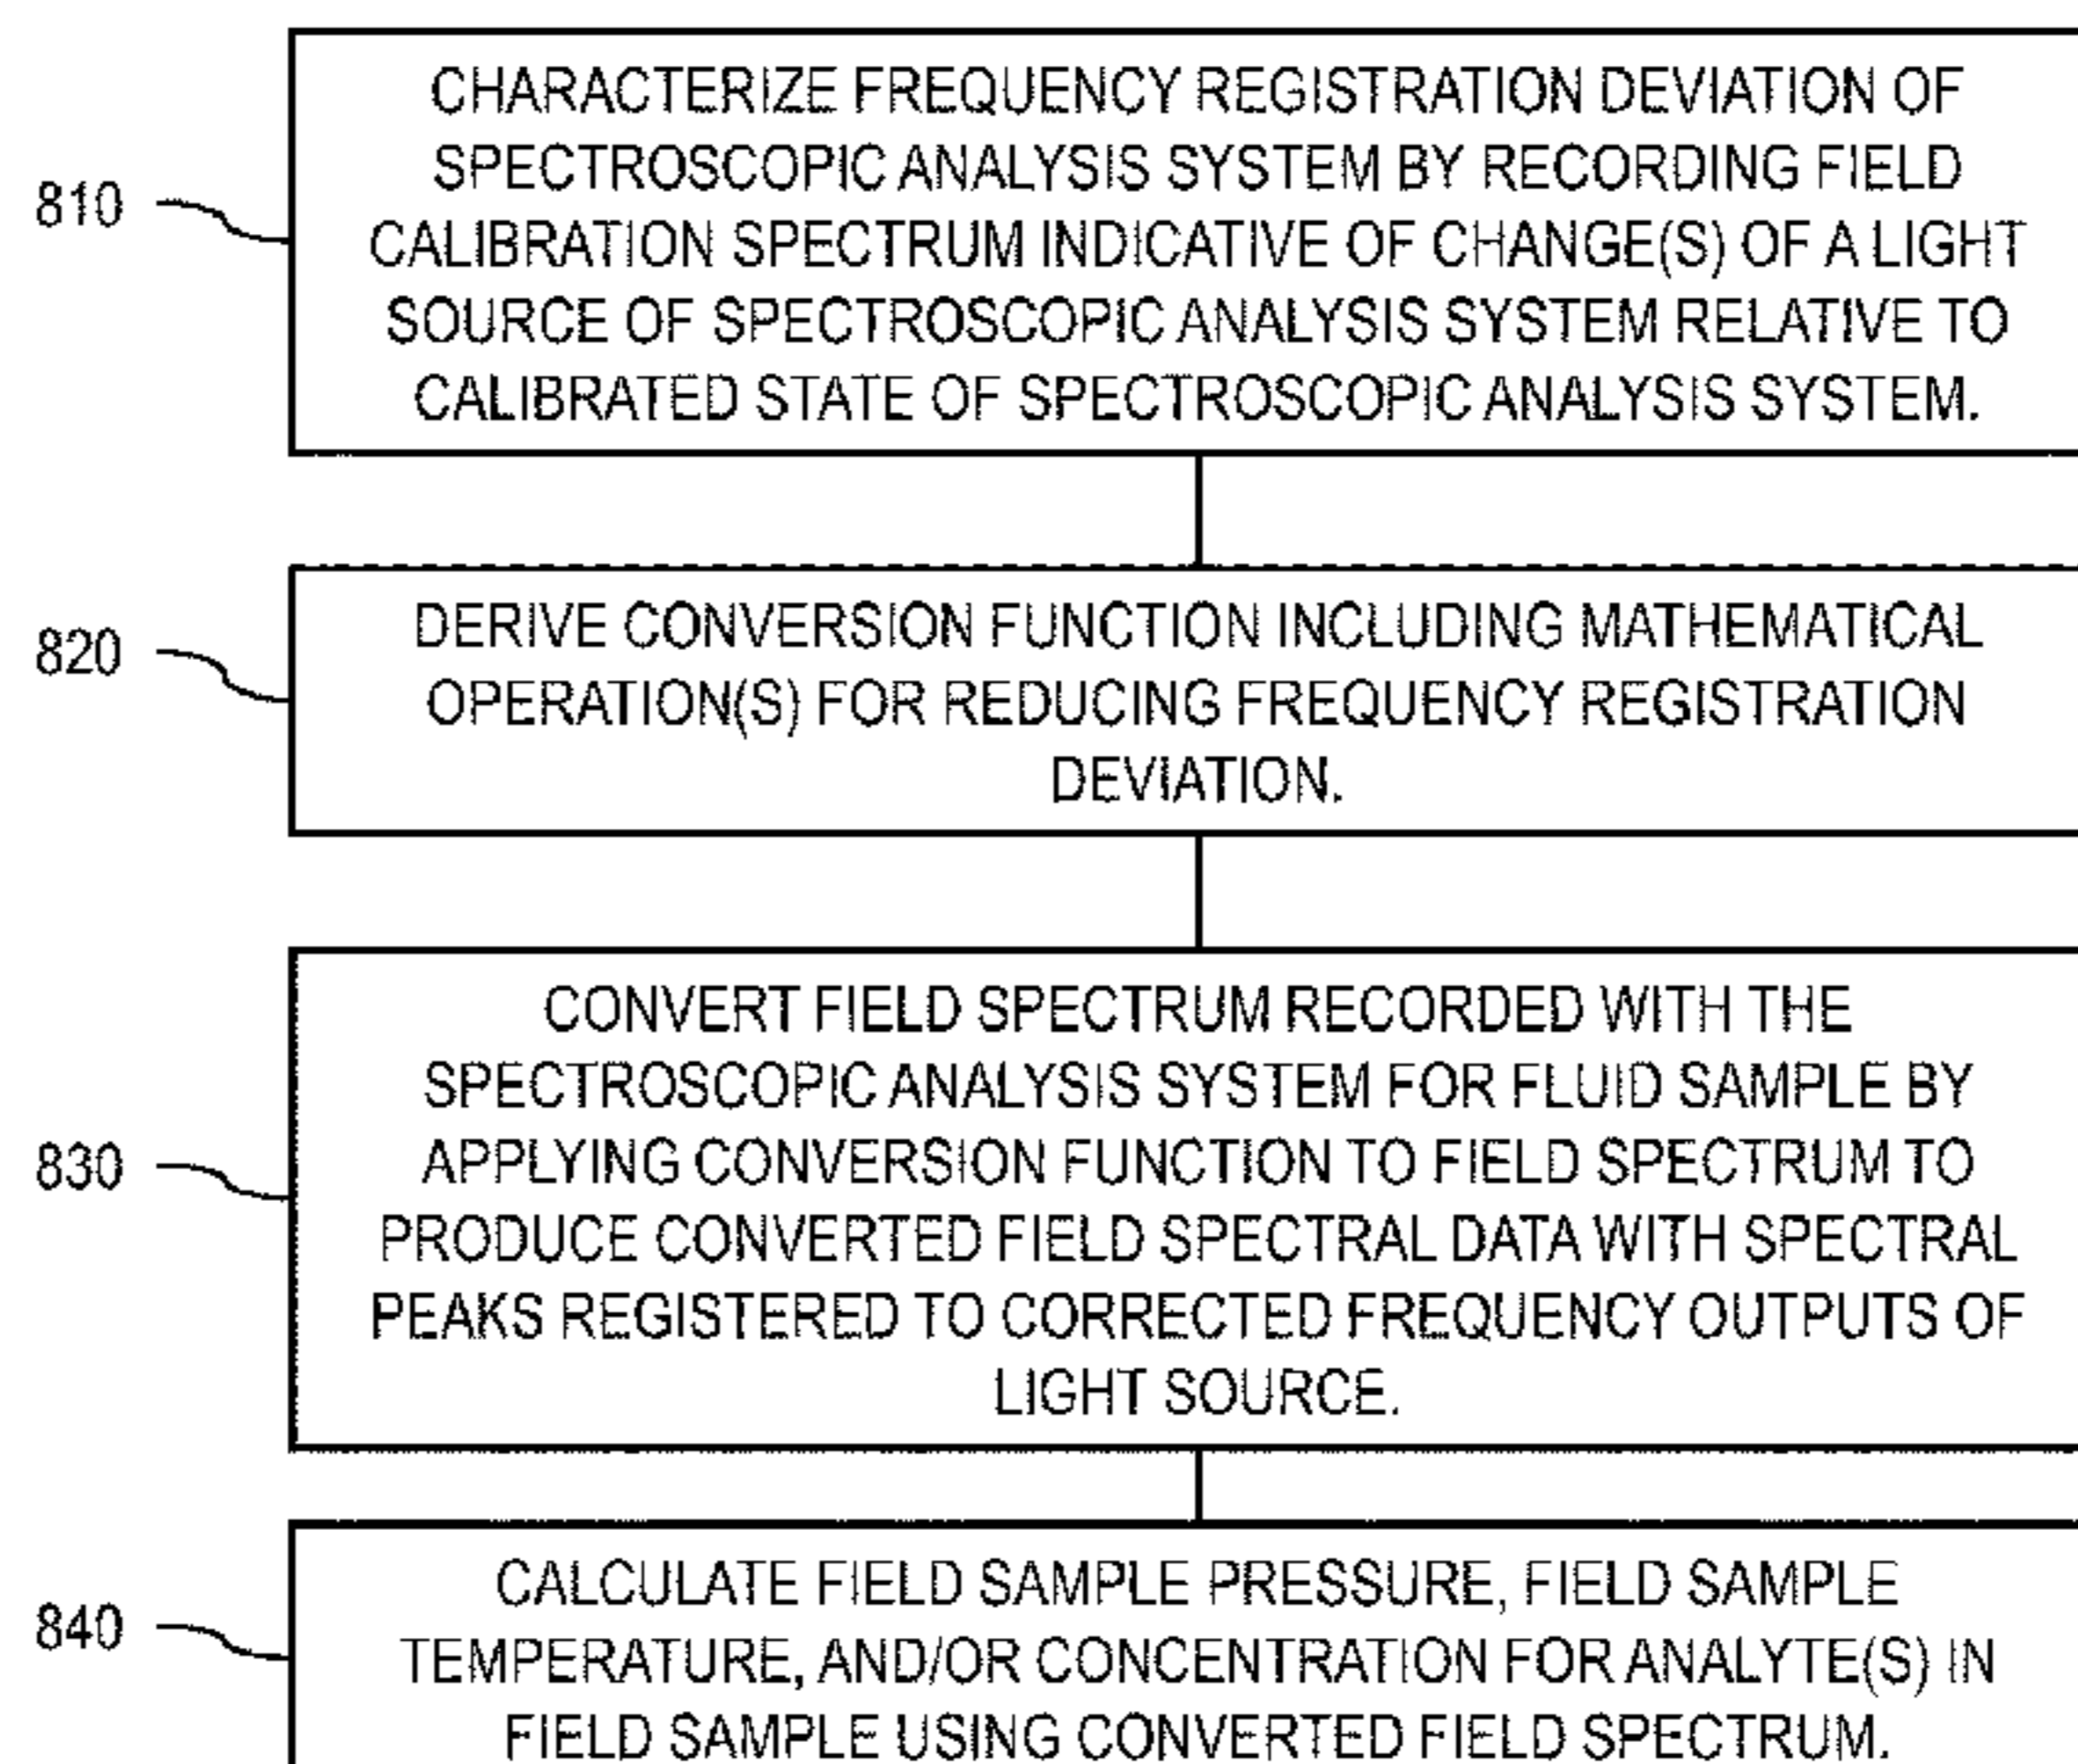 CHARACTERIZE FREQUENCY REGISTRATION DEVIATION OF
SPECTROSCOPIC ANALYSIS SYSTEM BY RECORDING FIELD
810
CALIBRATION SPECTRUM INDICATIVE OF CHANGE(S) OF A LIGHT
SOURCE OF SPECTROSCOPIC ANALYSIS SYSTEM RELATIVE TO
CALIBRATED STATE OF SPECTROSCOPIC ANALYSIS SYSTEM.
820
DERIVE CONVERSION FUNCTION INCLUDING MATHEMATICAL
OPERATION(S) FOR REDUCING FREQUENCY REGISTRATION
DEVIATION.
CONVERT FIELD SPECTRUM RECORDED WITH THE
SPECTROSCOPIC ANALYSIS SYSTEM FOR FLUID SAMPLE BY
830
APPLYING CONVERSION FUNCTION TO FIELD SPECTRUM TO
PRODUCE CONVERTED FIELD SPECTRAL DATA WITH SPECTRAL
PEAKS REGISTERED TO CORRECTED FREQUENCY OUTPUTS OF
LIGHT SOURCE.
CALCULATE FIELD SAMPLE PRESSURE, FIELD SAMPLE
840
TEMPERATURE, AND/OR CONCENTRATION FOR ANALYTE(S) IN
FIELD SAMPLE USING CONVERTED FIELD SPECTRUM.